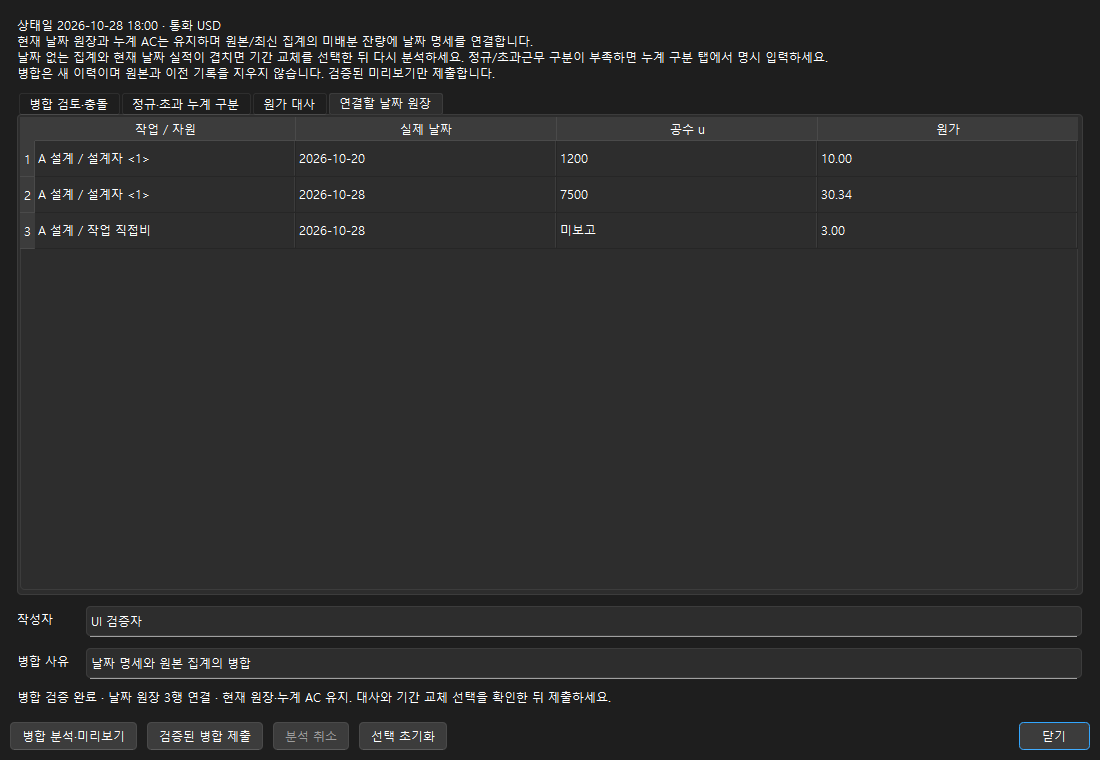 상태일 2026-10-28 18:00 · 통화 USD
현재 날짜 원장과 누계 AC는 유지하며 원본/최신 집계의 미배분 잔량에 날짜 명세를 연결합니다.
날짜 없는 집계와 현재 날짜 실적이 겹치면 기간 교체를 선택한 뒤 다시 분석하세요. 정규/초과근무 구분이 부족하면 누계 구분 탭에서 명시 입력하세요.
병합은 새 이력이며 원본과 이전 기록을 지우지 않습니다. 검증된 미리보기만 제출합니다.
병합 검토·충돌 정규·초과 누계 구분 원가 대사 연결할 날짜 원장
작업 / 자원 실제 날짜 공수 u 원가
1 A 설계 / 설계자 <1> 2026-10-20 1200 10.00
2 A 설계 / 설계자 <1> 2026-10-28 7500 30.34
3 A 설계 / 작업 직접비 2026-10-28 미보고 3.00
작성자 UI 검증자
병합 사유 날짜 명세와 원본 집계의 병합
병합 검증 완료 · 날짜 원장 3행 연결 · 현재 원장·누계 AC 유지. 대사와 기간 교체 선택을 확인한 뒤 제출하세요.
병합 분석·미리보기 검증된 병합 제출 분석 취소 선택 초기화 닫기